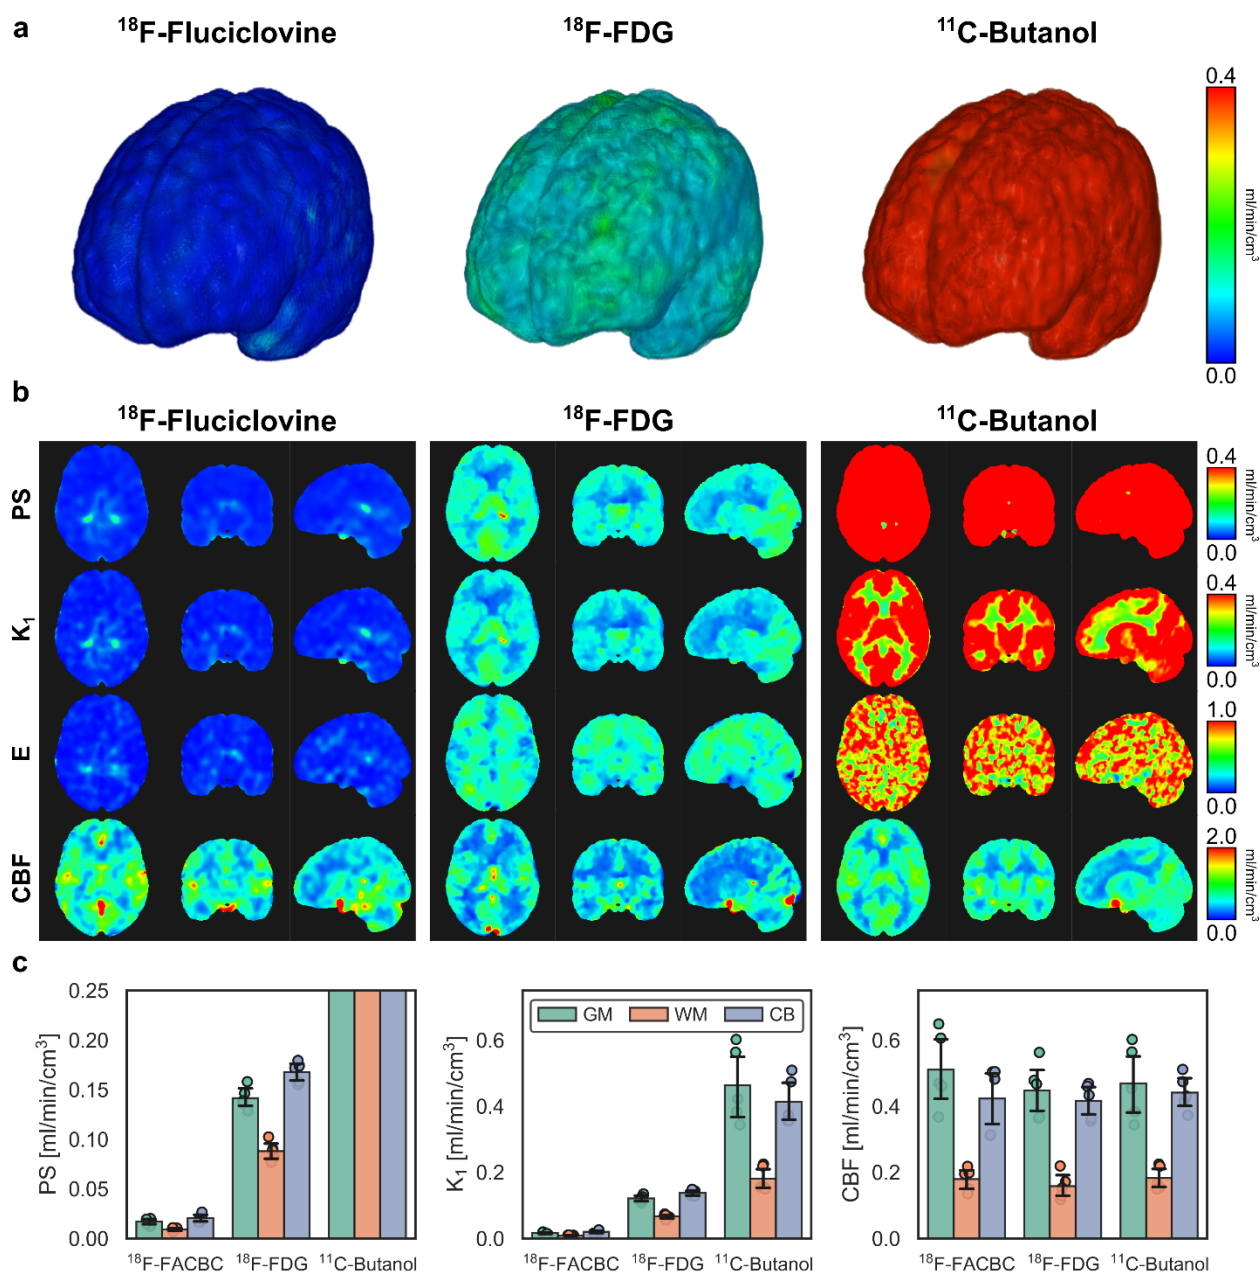 a
¹⁸F-Fluciclovine ¹⁸F-FDG ¹¹C-Butanol
0.4
ml/min/cm³
0.0
b
¹⁸F-Fluciclovine ¹⁸F-FDG ¹¹C-Butanol
PS
0.4
ml/min/cm³
0.0
K₁
0.4
ml/min/cm³
0.0
E
1.0
0.0
CBF
2.0
ml/min/cm³
0.0
c
PS [ml/min/cm³]
0.25
0.20
0.15
0.10
0.05
0.00
¹⁸F-FACBC ¹⁸F-FDG ¹¹C-Butanol
K₁ [ml/min/cm³]
GM WM CB
0.6
0.4
0.2
0.0
¹⁸F-FACBC ¹⁸F-FDG ¹¹C-Butanol
CBF [ml/min/cm³]
0.6
0.4
0.2
0.0
¹⁸F-FACBC ¹⁸F-FDG ¹¹C-Butanol